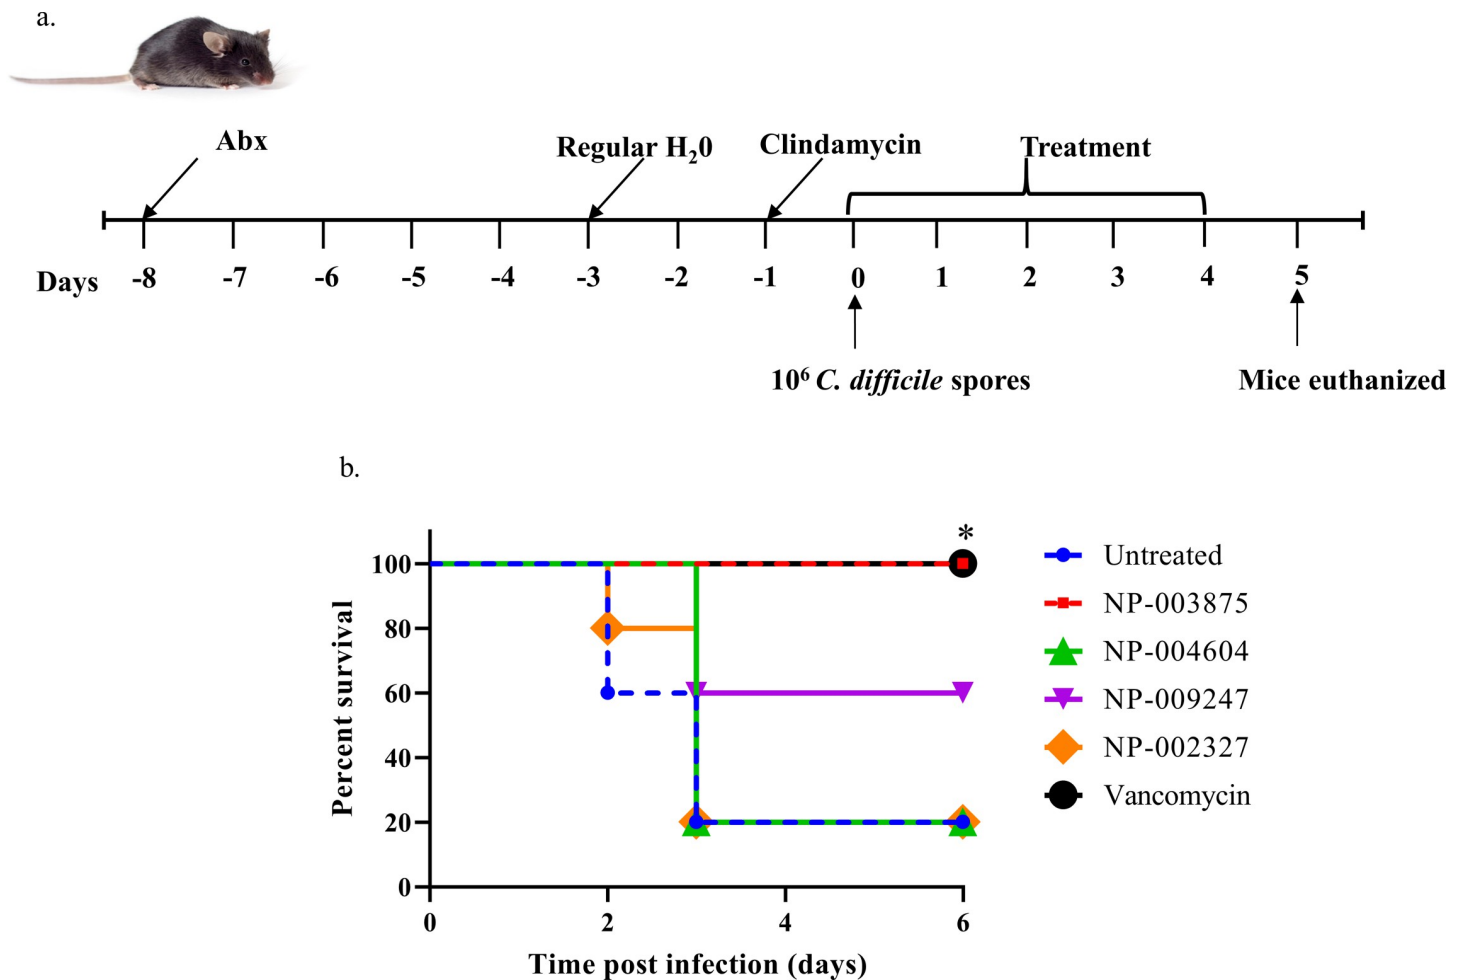 a.
Abx
Regular H₂0
Clindamycin
Treatment
Days -8 -7 -6 -5 -4 -3 -2 -1 0 1 2 3 4 5
10⁶ C. difficile spores
Mice euthanized
b.
*
Percent survival
100
80
60
40
20
0
0 2 4 6
Time post infection (days)
Untreated
NP-003875
NP-004604
NP-009247
NP-002327
Vancomycin